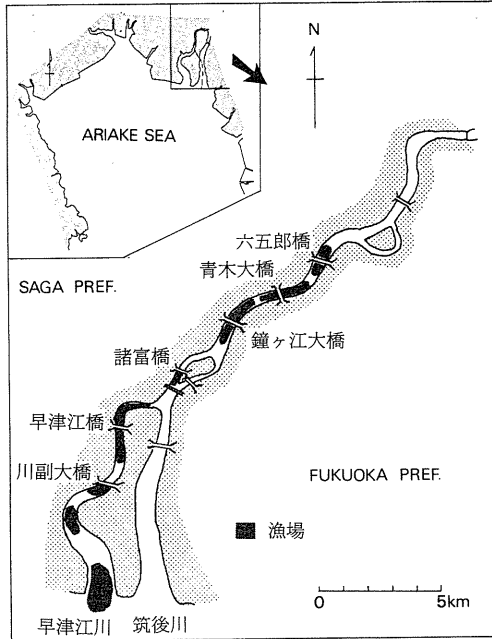 ARIAKE SEA
N
六五郎橋
青木大橋
SAGA PREF.
鐘ヶ江大橋
諸富橋
早津江橋
川副大橋
FUKUOKA PREF.
漁場
0 5km
早津江川 筑後川